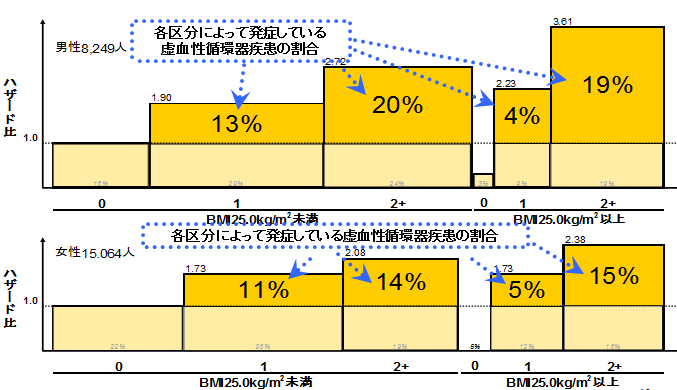 男性8,249人
各区分によって発症している
虚血性循環器疾患の割合
ハザード比
1.0
1.90
2.72
2.23
3.61
13%
20%
4%
19%
0 1 2+ 0 1 2+
BMI25.0kg/m²未満 BMI25.0kg/m²以上
女性15,064人
各区分によって発症している虚血性循環器疾患の割合
ハザード比
1.0
1.73
2.08
1.73
2.38
11%
14%
5%
15%
22% 25% 19% 6% 12% 15%
0 1 2+ 0 1 2+
BMI25.0kg/m²未満 BMI25.0kg/m²以上